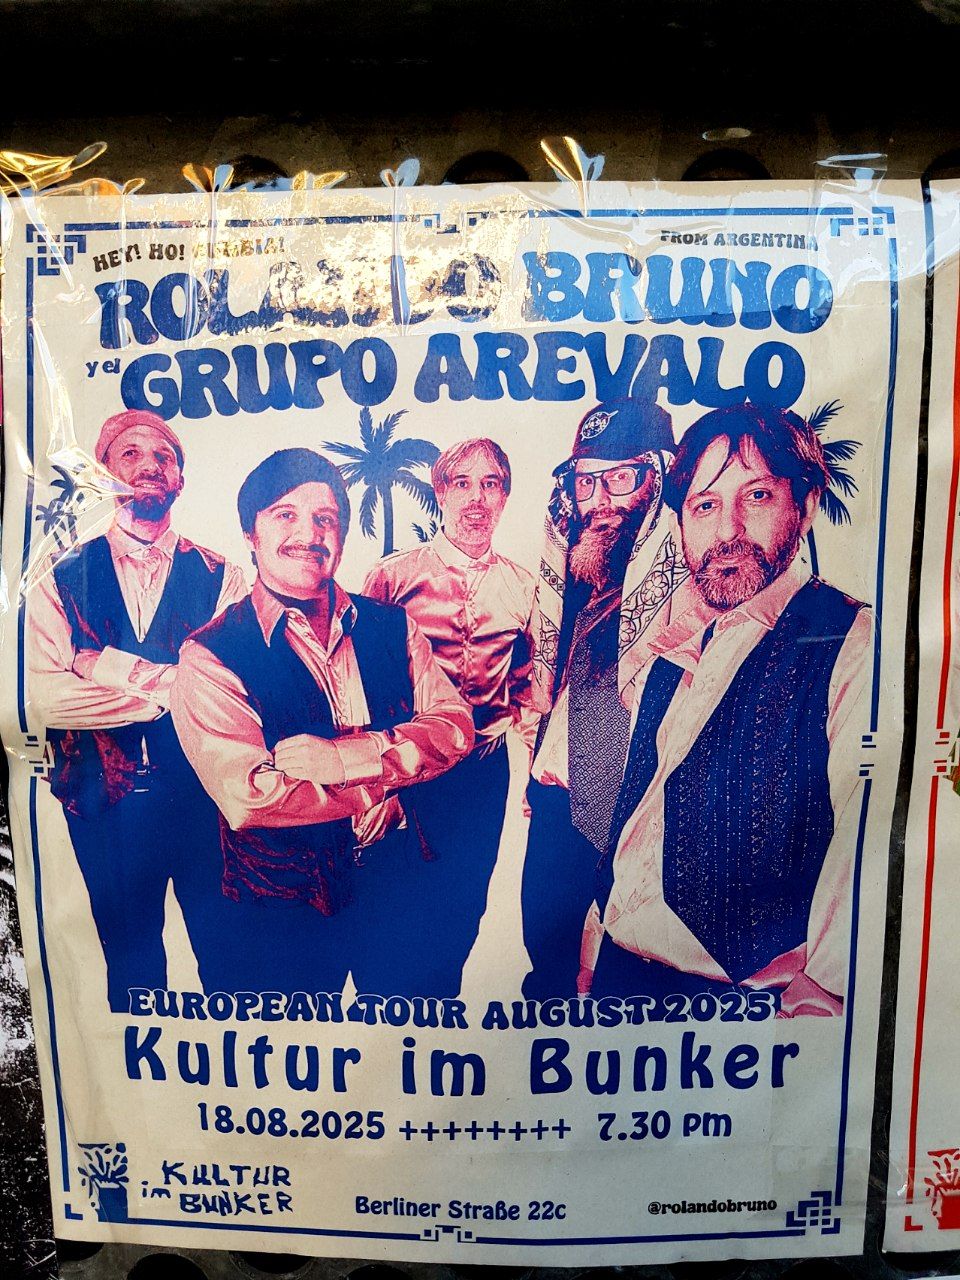 HEY! HO! CUMBIA!
FROM ARGENTINA
ROLANDO BRUNO
y el GRUPO AREVALO
NASA
EUROPEAN TOUR AUGUST 2025
Kultur im Bunker
18.08.2025 ++++++++ 7.30 pm
KULTUR
im BUNKER
Berliner Straße 22c
@rolandobruno